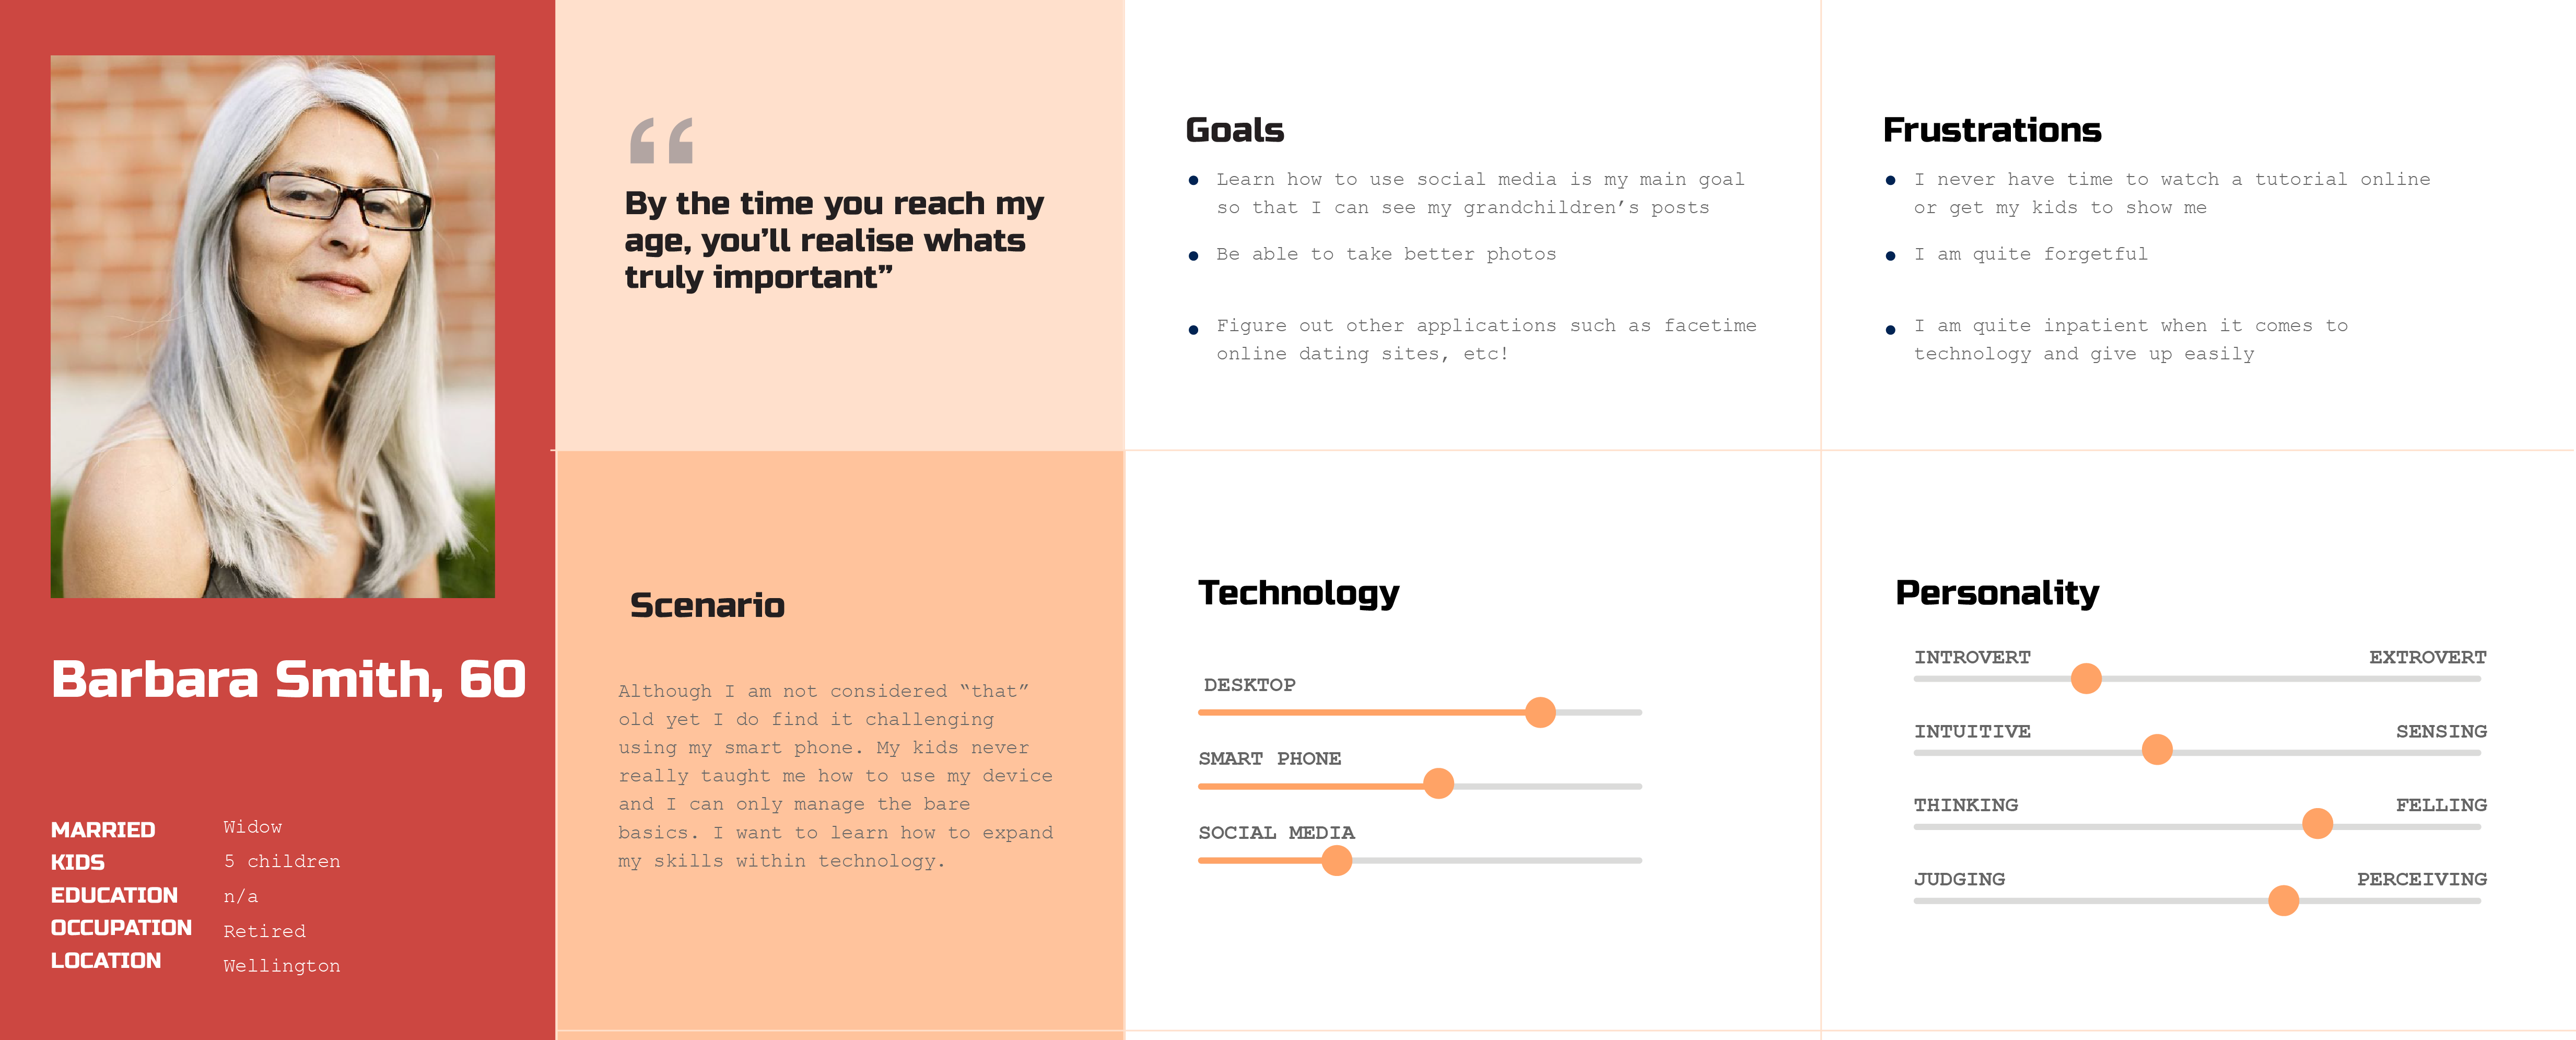 Barbara Smith, 60
MARRIED Widow
KIDS 5 children
EDUCATION n/a
OCCUPATION Retired
LOCATION Wellington
“
By the time you reach my
age, you’ll realise whats
truly important”
Scenario
Although I am not considered “that”
old yet I do find it challenging
using my smart phone. My kids never
really taught me how to use my device
and I can only manage the bare
basics. I want to learn how to expand
my skills within technology.
Goals
Learn how to use social media is my main goal
so that I can see my grandchildren’s posts
Be able to take better photos
Figure out other applications such as facetime
online dating sites, etc!
Frustrations
I never have time to watch a tutorial online
or get my kids to show me
I am quite forgetful
I am quite inpatient when it comes to
technology and give up easily
Technology
DESKTOP
SMART PHONE
SOCIAL MEDIA
Personality
INTROVERT EXTROVERT
INTUITIVE SENSING
THINKING FELLING
JUDGING PERCEIVING